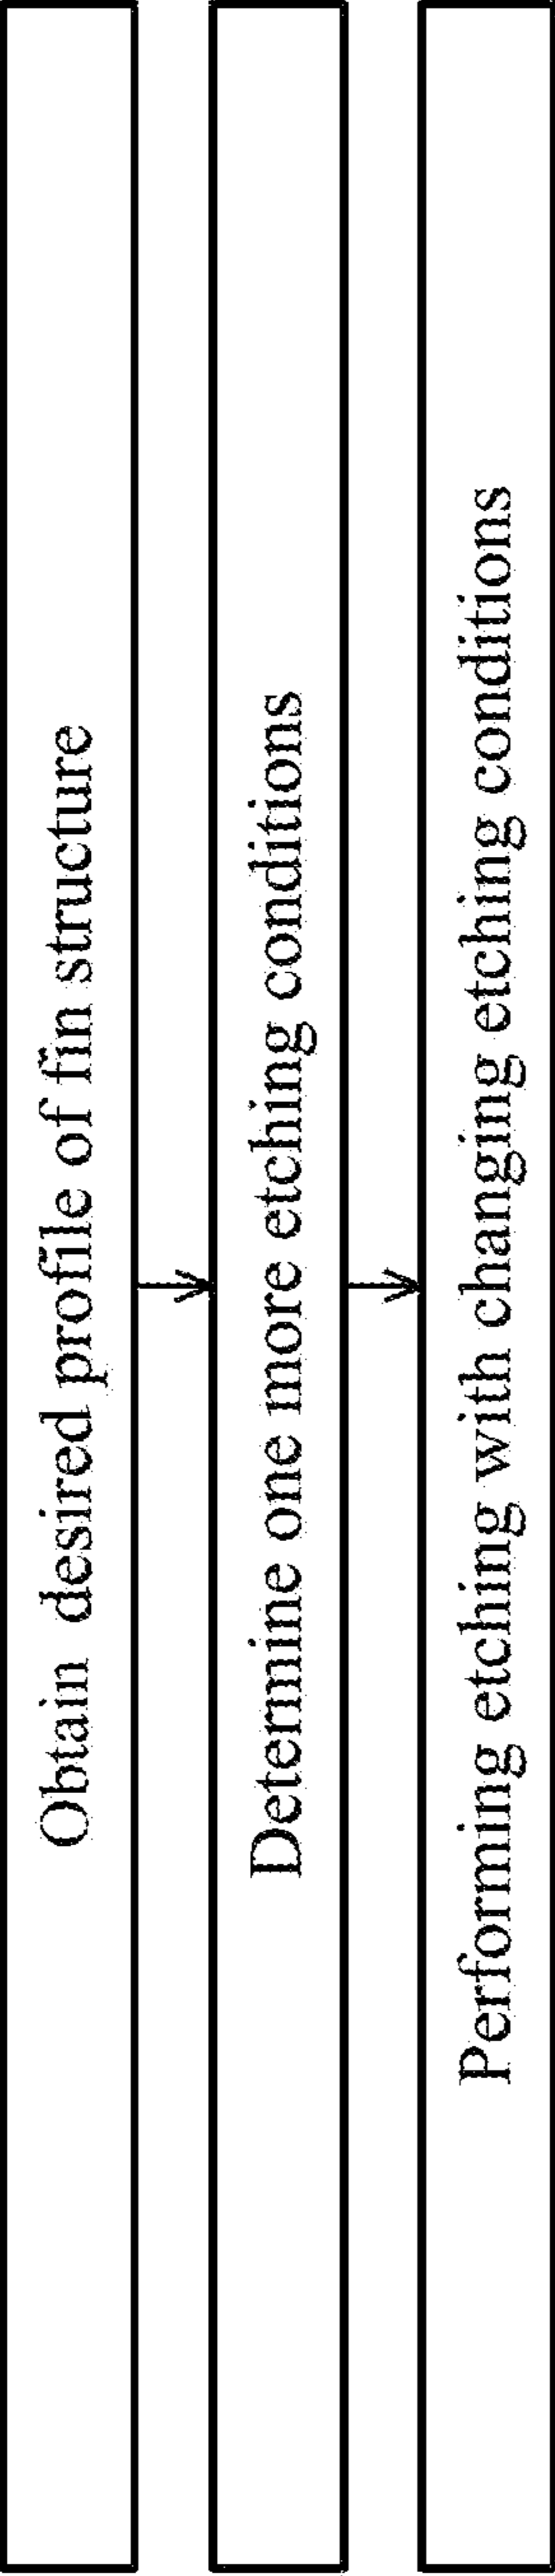 Obtain desired profile of fin structure
Determine one more etching conditions
Performing etching with changing etching conditions